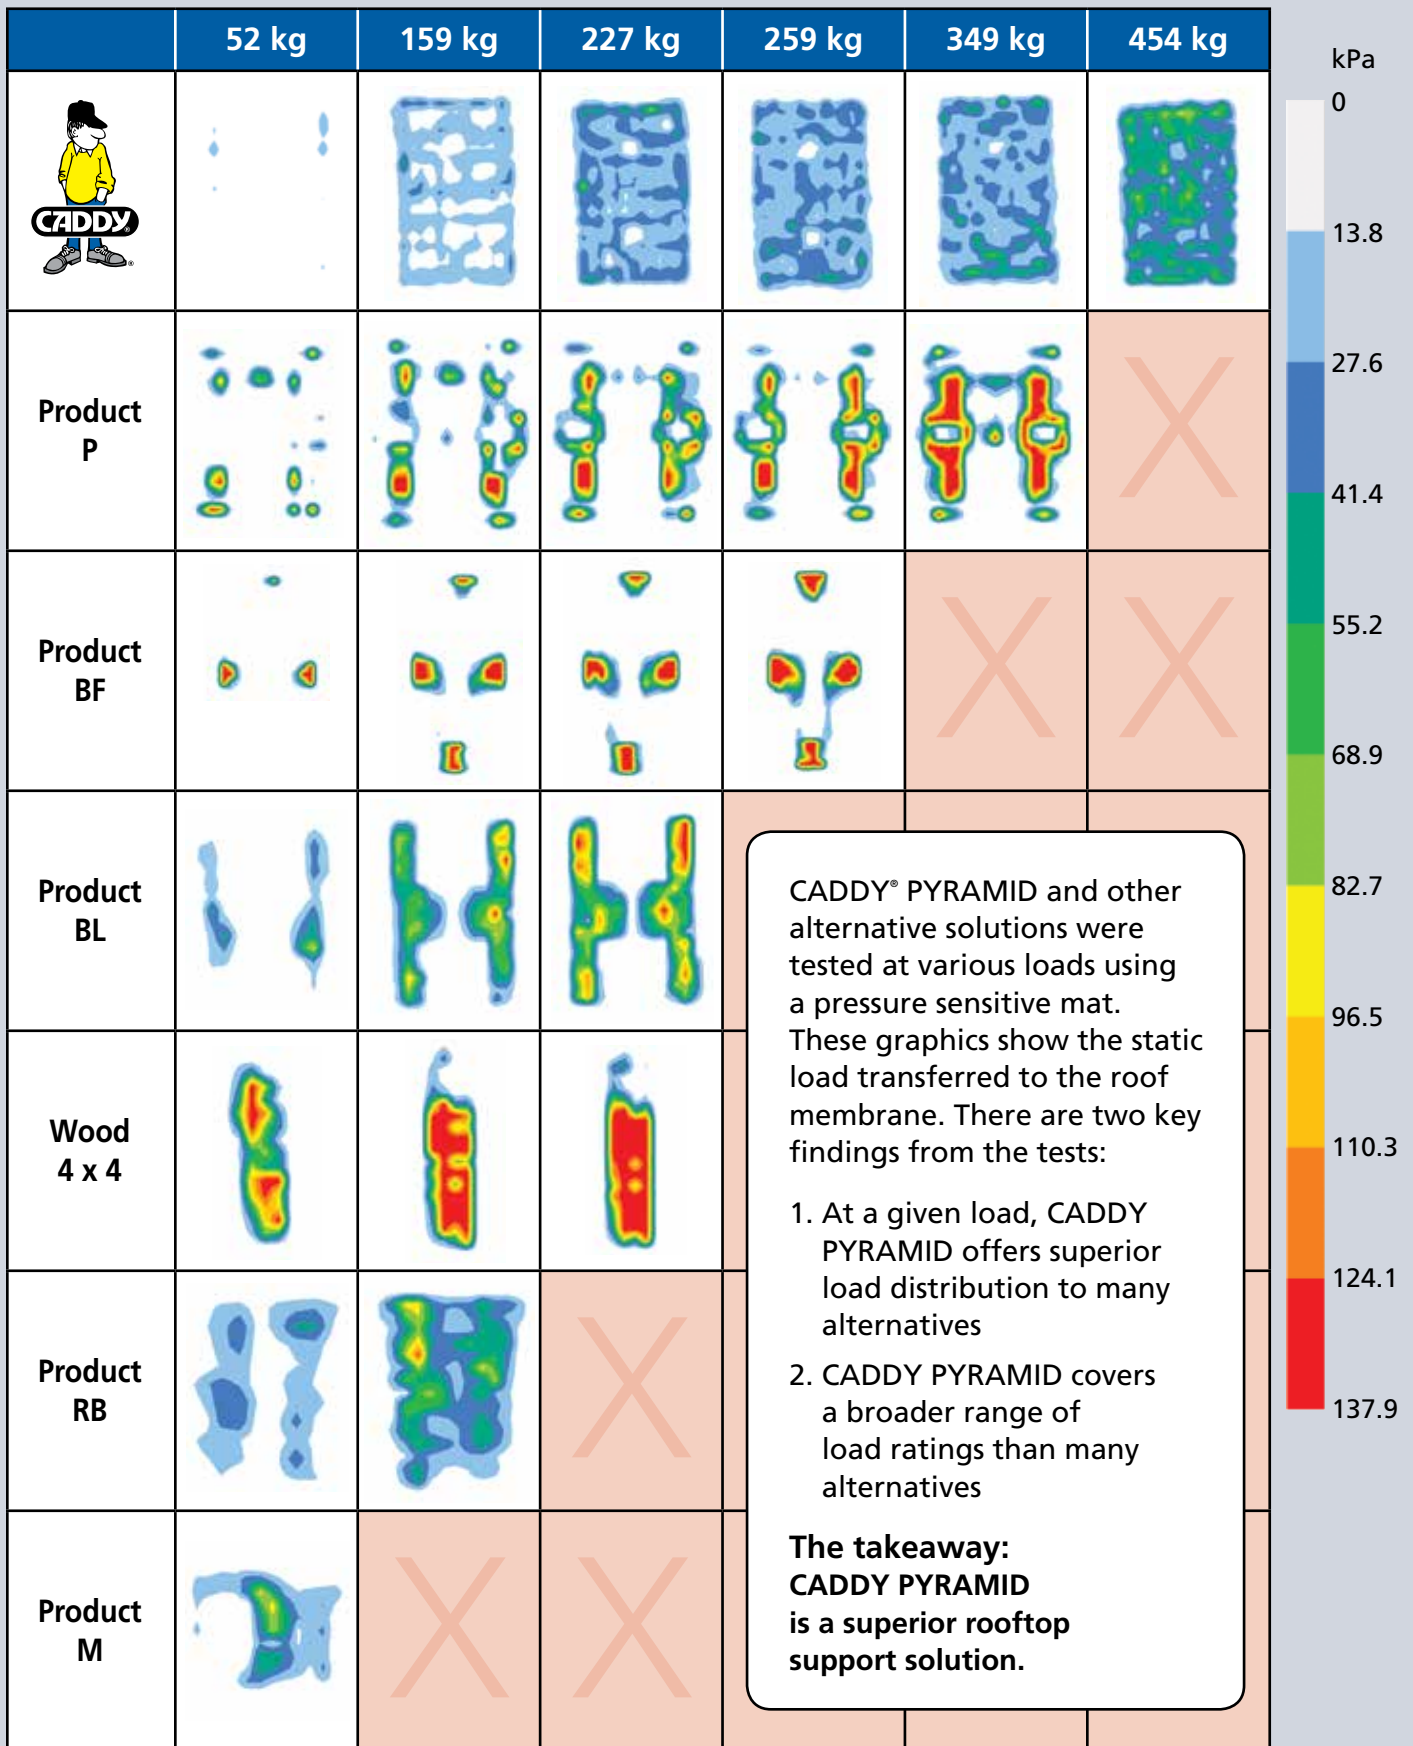 52 kg 159 kg 227 kg 259 kg 349 kg 454 kg
kPa
0
13.8
27.6
41.4
55.2
68.9
82.7
96.5
110.3
124.1
137.9
CADDY®
Product
P
X
Product
BF
X X
Product
BL
Wood
4 x 4
Product
RB
X
Product
M
X X
CADDY® PYRAMID and other
alternative solutions were
tested at various loads using
a pressure sensitive mat.
These graphics show the static
load transferred to the roof
membrane. There are two key
findings from the tests:
1. At a given load, CADDY
PYRAMID offers superior
load distribution to many
alternatives
2. CADDY PYRAMID covers
a broader range of
load ratings than many
alternatives
The takeaway:
CADDY PYRAMID
is a superior rooftop
support solution.